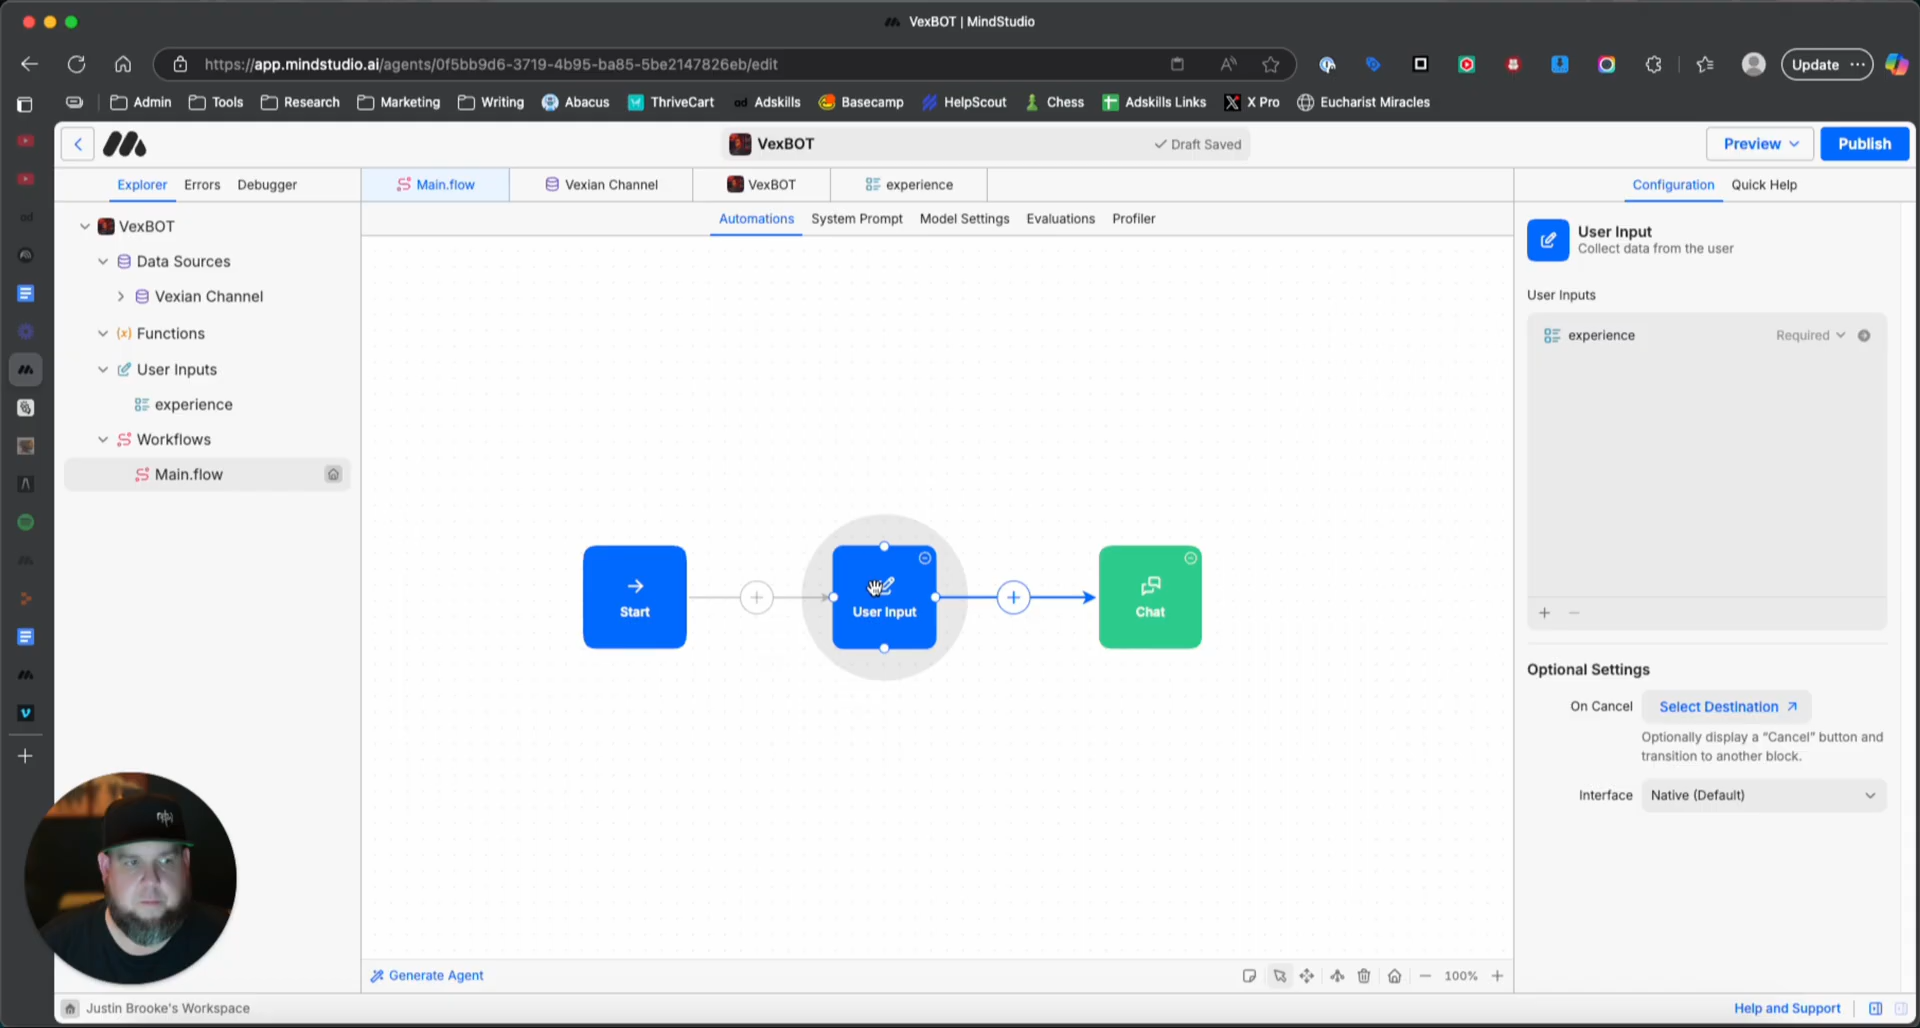 VexBOT | MindStudio
https://app.mindstudio.ai/agents/0f5bb9d6-3719-4b95-ba85-5be2147826eb/edit
Update
Admin Tools Research Marketing Writing Abacus ThriveCart Adskills Basecamp HelpScout Chess Adskills Links X Pro Eucharist Miracles
VexBOT
Draft Saved
Preview
Publish
Explorer Errors Debugger
Main.flow Vexian Channel VexBOT experience
Configuration Quick Help
Automations System Prompt Model Settings Evaluations Profiler
VexBOT
Data Sources
Vexian Channel
Functions
User Inputs
experience
Workflows
Main.flow
Start
User Input
Chat
User Input
Collect data from the user
User Inputs
experience Required
Optional Settings
On Cancel Select Destination
Optionally display a “Cancel” button and
transition to another block.
Interface Native (Default)
Generate Agent
100%
Justin Brooke's Workspace
Help and Support